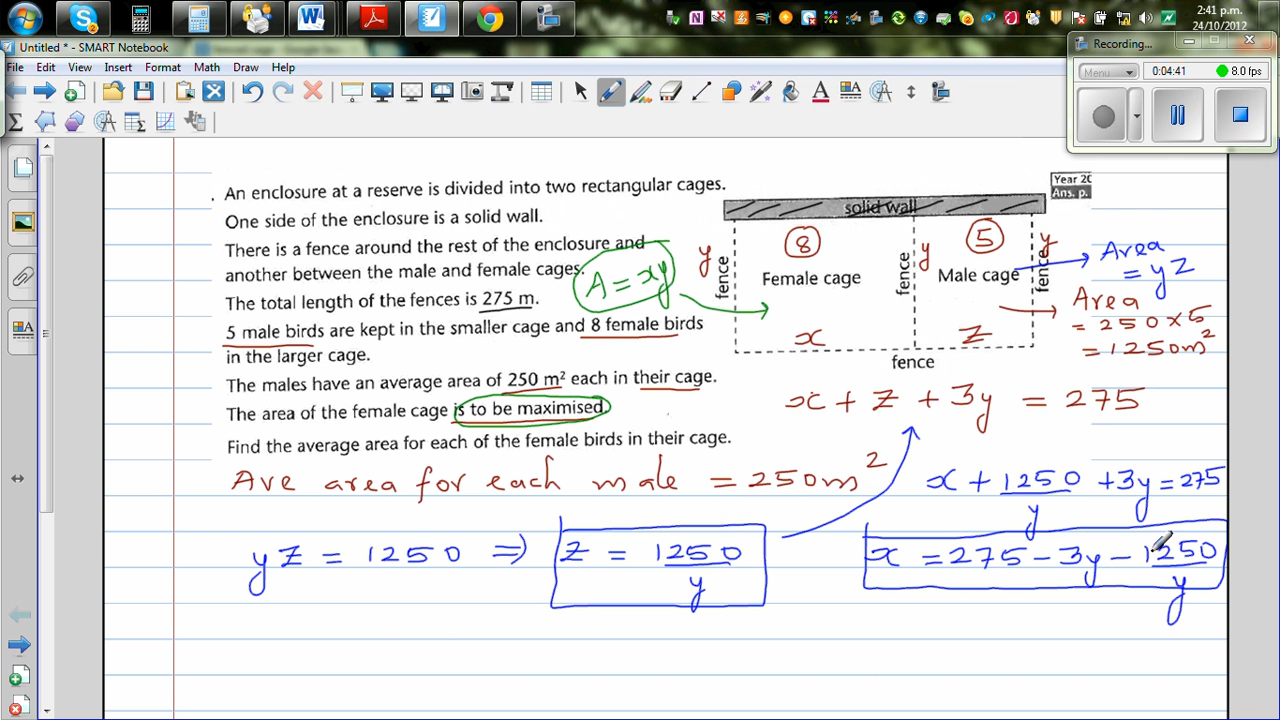 2:41 p.m.
24/10/2012
Untitled * - SMART Notebook
File Edit View Insert Format Math Draw Help
Recording...
Menu
0:04:41
8.0 fps
An enclosure at a reserve is divided into two rectangular cages.
One side of the enclosure is a solid wall.
There is a fence around the rest of the enclosure and
another between the male and female cages.
The total length of the fences is 275 m.
5 male birds are kept in the smaller cage and 8 female birds
in the larger cage.
The males have an average area of 250 m² each in their cage.
The area of the female cage is to be maximised.
Find the average area for each of the female birds in their cage.
A = xy
Year 20
Ans. p.
solid wall
8
5
y
y
y
fence
fence
fence
Female cage
Male cage
x
z
fence
Area
= yz
Area
= 250 × 5
= 1250m²
x + z + 3y = 275
Ave area for each male = 250m²
x + 1250/y + 3y = 275
yz = 1250 ⇒ z = 1250/y
x = 275 - 3y - 1250/y